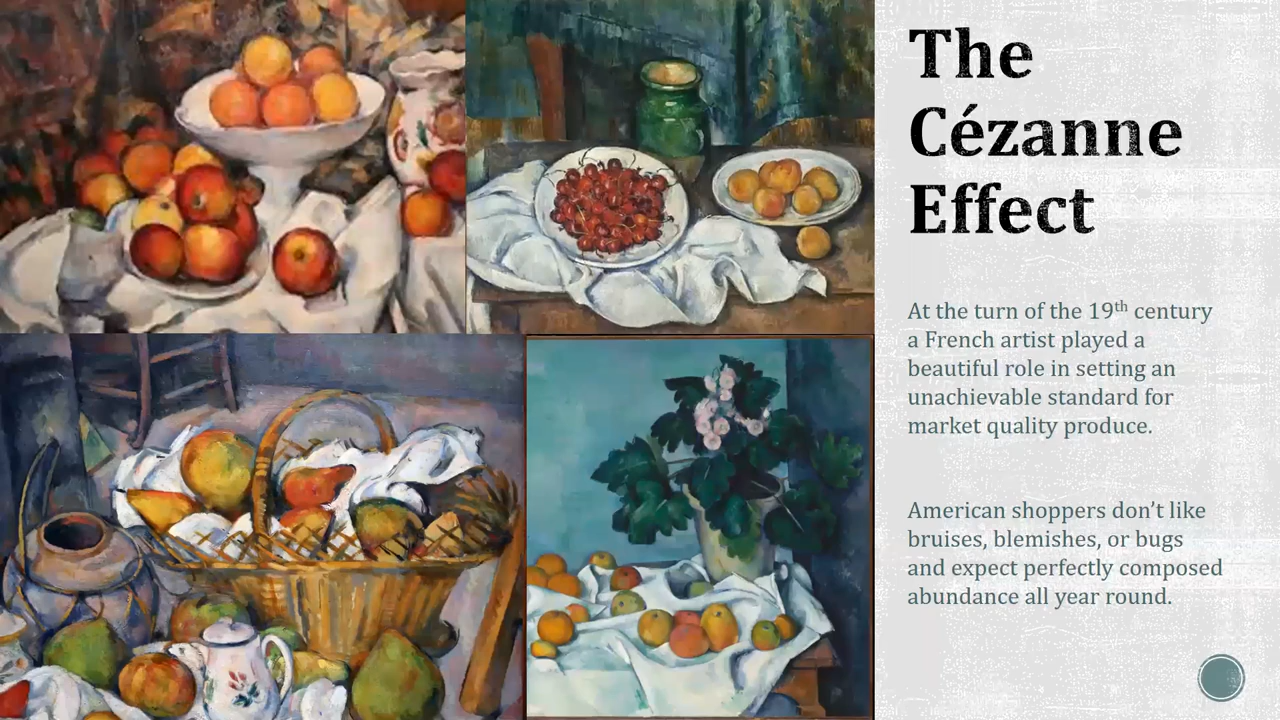 The
Cézanne
Effect
At the turn of the 19th century
a French artist played a
beautiful role in setting an
unachievable standard for
market quality produce.
American shoppers don’t like
bruises, blemishes, or bugs
and expect perfectly composed
abundance all year round.